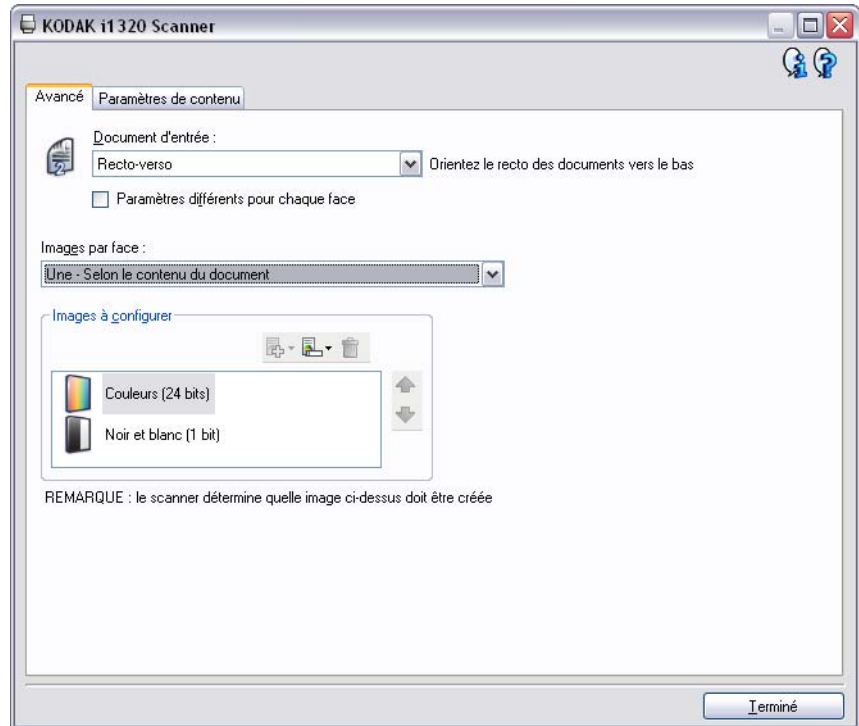 KODAK i1320 Scanner
Avancé
Paramètres de contenu
Document d'entrée :
Recto-verso
Orientez le recto des documents vers le bas
Paramètres différents pour chaque face
Images par face :
Une - Selon le contenu du document
Images à configurer
Couleurs (24 bits)
Noir et blanc (1 bit)
REMARQUE : le scanner détermine quelle image ci-dessus doit être créée
Terminé